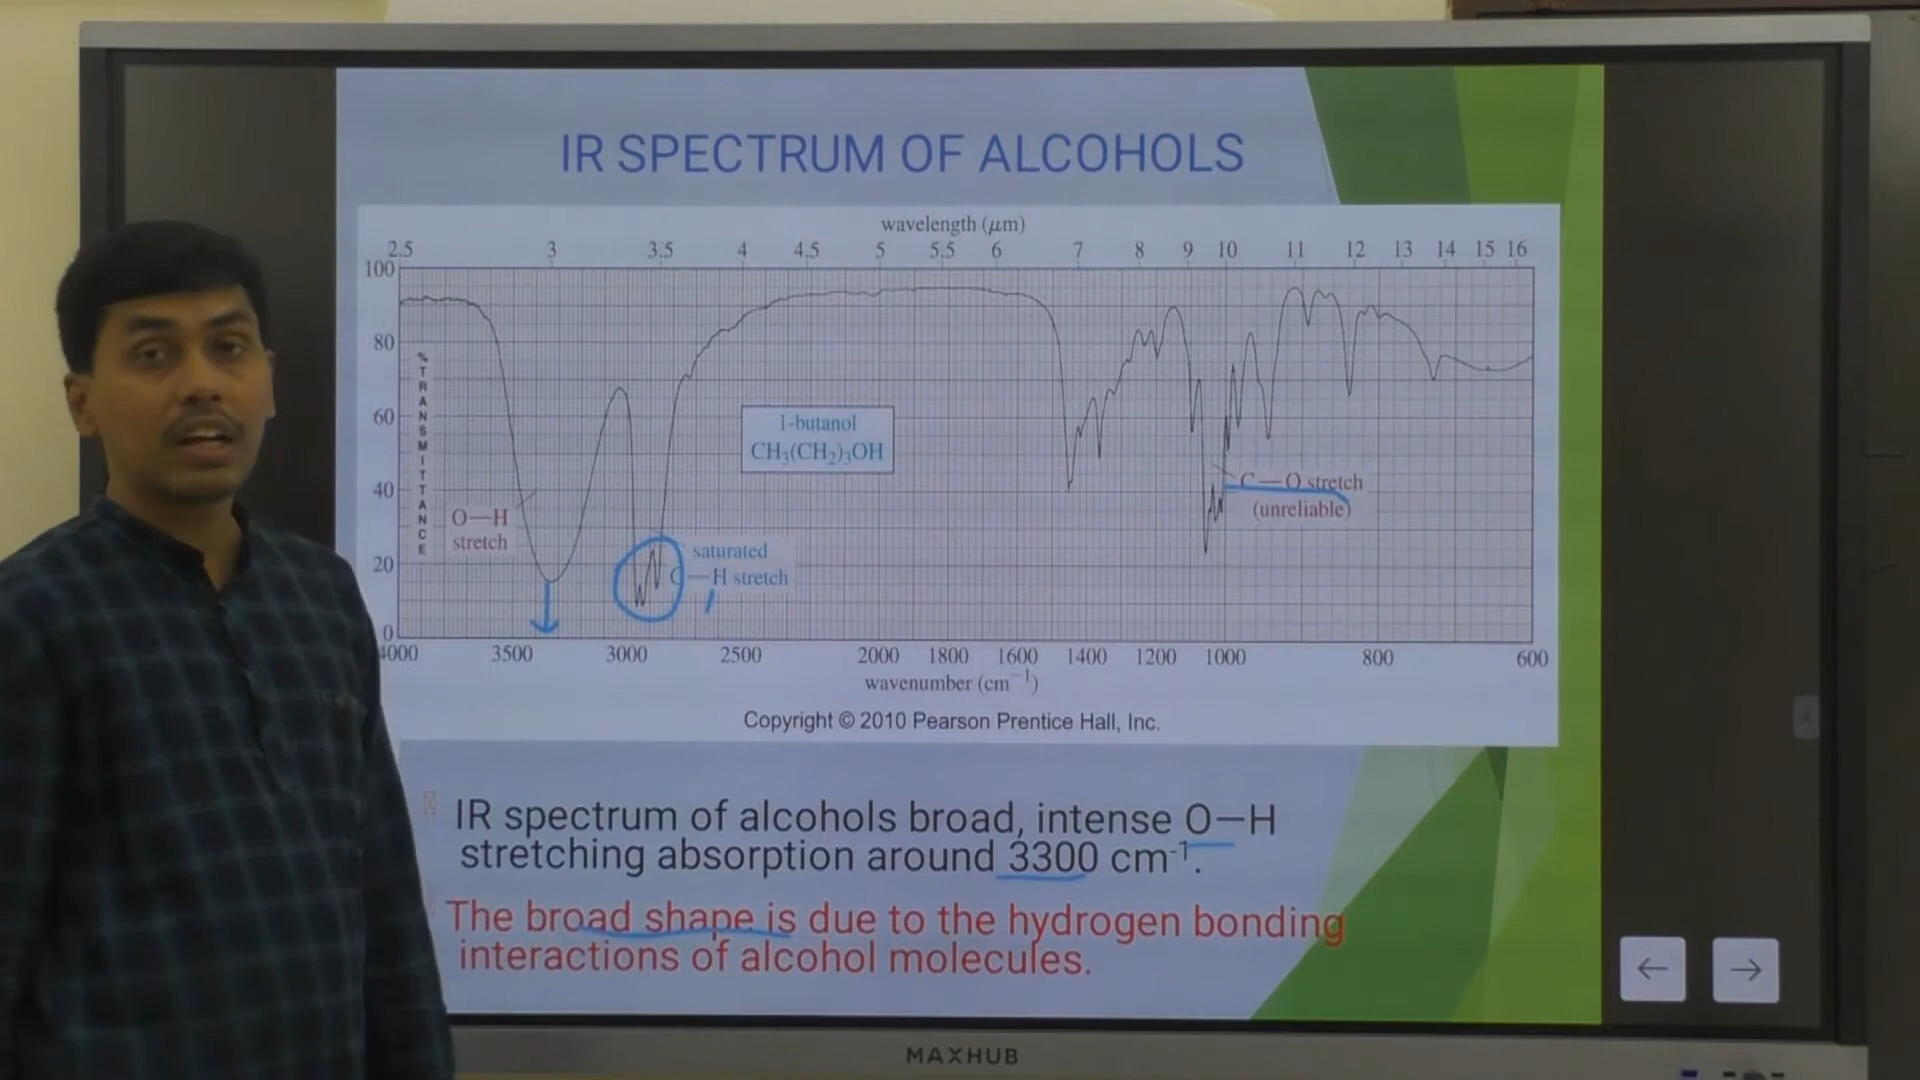 IR SPECTRUM OF ALCOHOLS
wavelength (μm)
2.5 3 3.5 4 4.5 5 5.5 6 7 8 9 10 11 12 13 14 15 16
100
80
60
40
20
0
%TRANSMITTANCE
1-butanol
CH₃(CH₂)₃OH
O—H
stretch
saturated
C—H stretch
C—O stretch
(unreliable)
4000 3500 3000 2500 2000 1800 1600 1400 1200 1000 800 600
wavenumber (cm⁻¹)
Copyright © 2010 Pearson Prentice Hall, Inc.
IR spectrum of alcohols broad, intense O—H
stretching absorption around 3300 cm⁻¹.
The broad shape is due to the hydrogen bonding
interactions of alcohol molecules.
MAXHUB